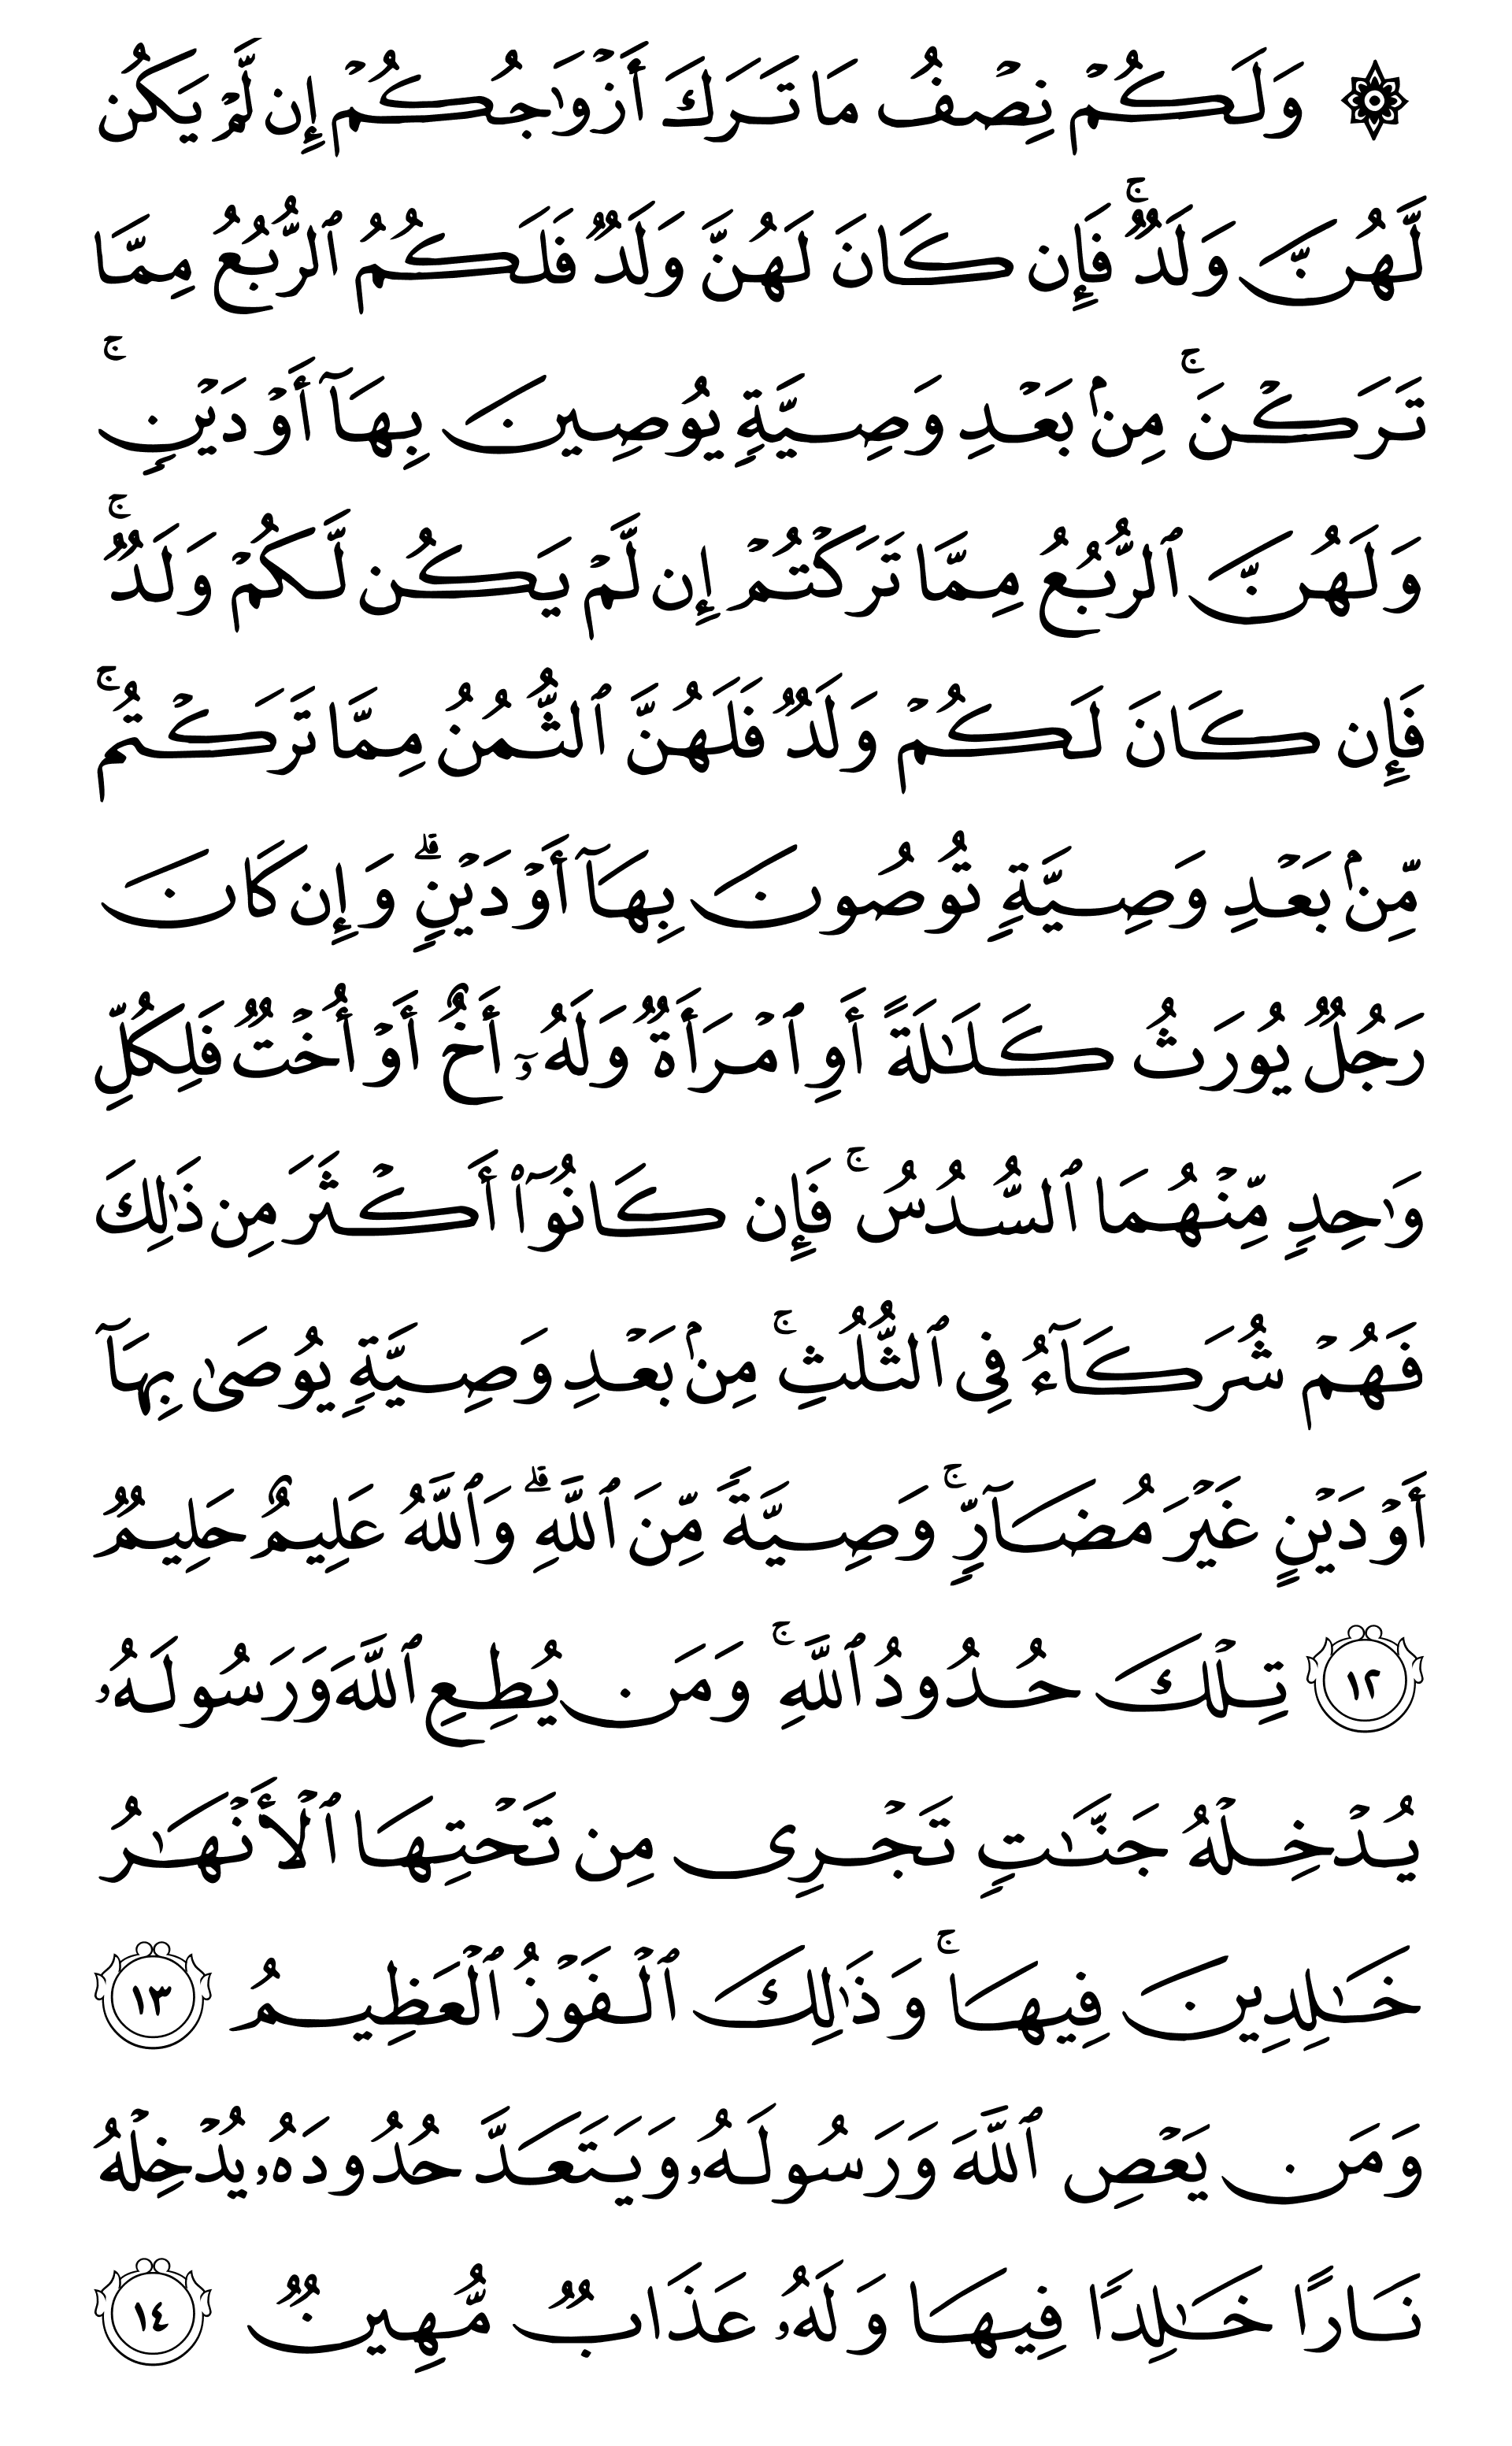 ۞ وَلَكُمْ نِصْفُ مَا تَرَكَ أَزْوَٰجُكُمْ إِن لَّمْ يَكُن
لَّهُنَّ وَلَدٌ ۚ فَإِن كَانَ لَهُنَّ وَلَدٌ فَلَكُمُ ٱلرُّبُعُ مِمَّا
تَرَكْنَ ۚ مِنۢ بَعْدِ وَصِيَّةٍ يُوصِينَ بِهَآ أَوْ دَيْنٍ ۚ
وَلَهُنَّ ٱلرُّبُعُ مِمَّا تَرَكْتُمْ إِن لَّمْ يَكُن لَّكُمْ وَلَدٌ ۚ
فَإِن كَانَ لَكُمْ وَلَدٌ فَلَهُنَّ ٱلثُّمُنُ مِمَّا تَرَكْتُم ۚ
مِّنۢ بَعْدِ وَصِيَّةٍ تُوصُونَ بِهَآ أَوْ دَيْنٍ ۗ وَإِن كَانَ
رَجُلٌ يُورَثُ كَلَـٰلَةً أَوِ ٱمْرَأَةٌ وَلَهُۥٓ أَخٌ أَوْ أُخْتٌ فَلِكُلِّ
وَٰحِدٍ مِّنْهُمَا ٱلسُّدُسُ ۚ فَإِن كَانُوٓا۟ أَكْثَرَ مِن ذَٰلِكَ
فَهُمْ شُرَكَآءُ فِى ٱلثُّلُثِ ۚ مِنۢ بَعْدِ وَصِيَّةٍ يُوصَىٰ بِهَآ
أَوْ دَيْنٍ غَيْرَ مُضَآرٍّ ۚ وَصِيَّةً مِّنَ ٱللَّهِ ۗ وَٱللَّهُ عَلِيمٌ حَلِيمٌ
١٢ تِلْكَ حُدُودُ ٱللَّهِ ۚ وَمَن يُطِعِ ٱللَّهَ وَرَسُولَهُۥ
يُدْخِلْهُ جَنَّـٰتٍ تَجْرِى مِن تَحْتِهَا ٱلْأَنْهَـٰرُ
خَـٰلِدِينَ فِيهَا ۚ وَذَٰلِكَ ٱلْفَوْزُ ٱلْعَظِيمُ ١٣
وَمَن يَعْصِ ٱللَّهَ وَرَسُولَهُۥ وَيَتَعَدَّ حُدُودَهُۥ يُدْخِلْهُ
نَارًا خَـٰلِدًا فِيهَا وَلَهُۥ عَذَابٌ مُّهِينٌ ١٤